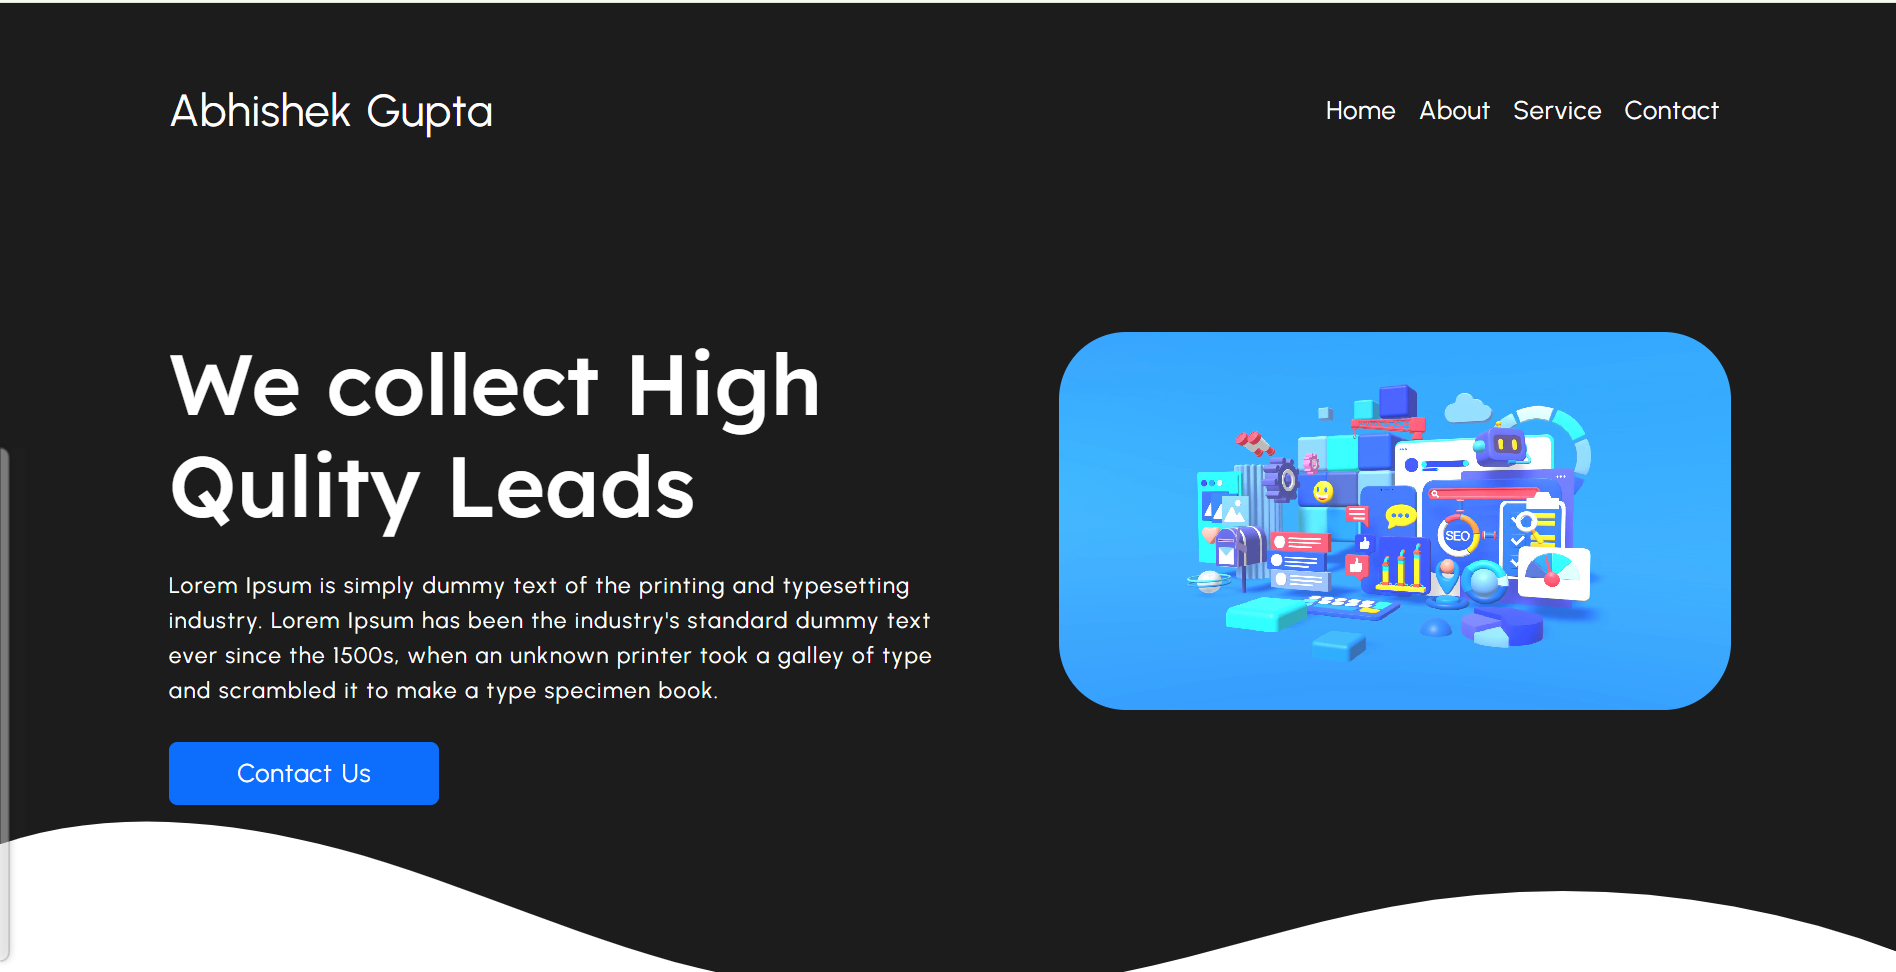 Abhishek Gupta
Home About Service Contact
We collect High
Qulity Leads
Lorem Ipsum is simply dummy text of the printing and typesetting
industry. Lorem Ipsum has been the industry's standard dummy text
ever since the 1500s, when an unknown printer took a galley of type
and scrambled it to make a type specimen book.
Contact Us
SEO